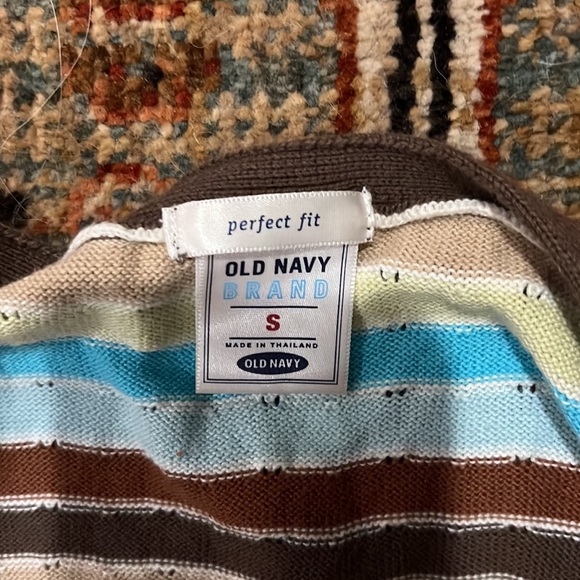 perfect fit
OLD NAVY
BRAND
S
MADE IN THAILAND
OLD NAVY